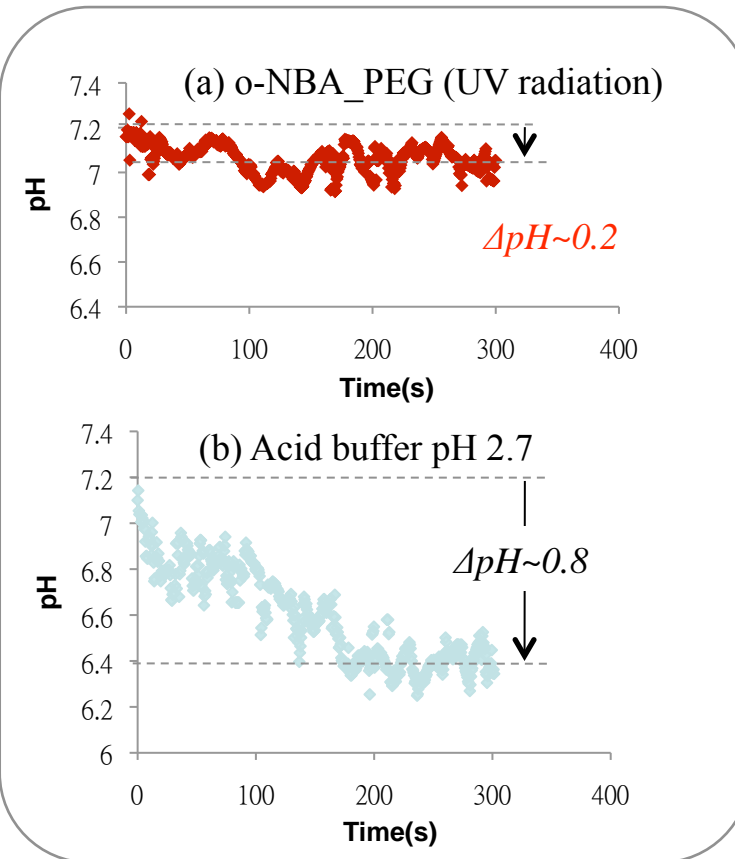 (a) o-NBA_PEG (UV radiation)
7.4
7.2
7
6.8
6.6
6.4
pH
ΔpH~0.2
0 100 200 300 400
Time(s)
(b) Acid buffer pH 2.7
7.4
7.2
7
6.8
6.6
6.4
6.2
6
pH
ΔpH~0.8
0 100 200 300 400
Time(s)